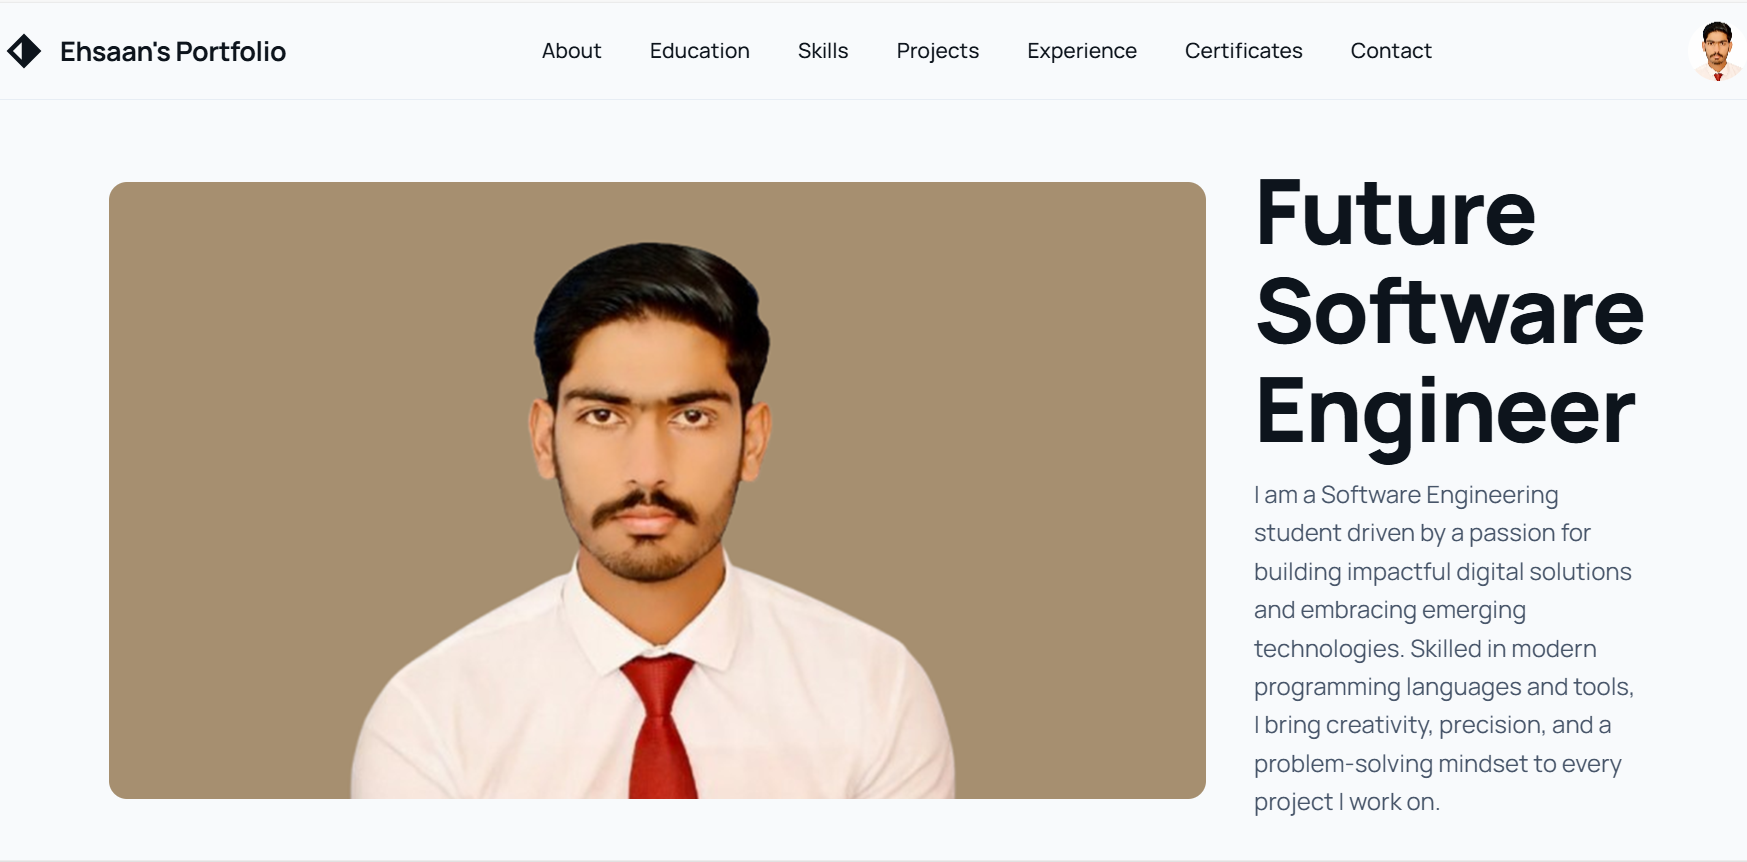 Ehsaan's Portfolio
About Education Skills Projects Experience Certificates Contact
Future
Software
Engineer
I am a Software Engineering
student driven by a passion for
building impactful digital solutions
and embracing emerging
technologies. Skilled in modern
programming languages and tools,
I bring creativity, precision, and a
problem-solving mindset to every
project I work on.